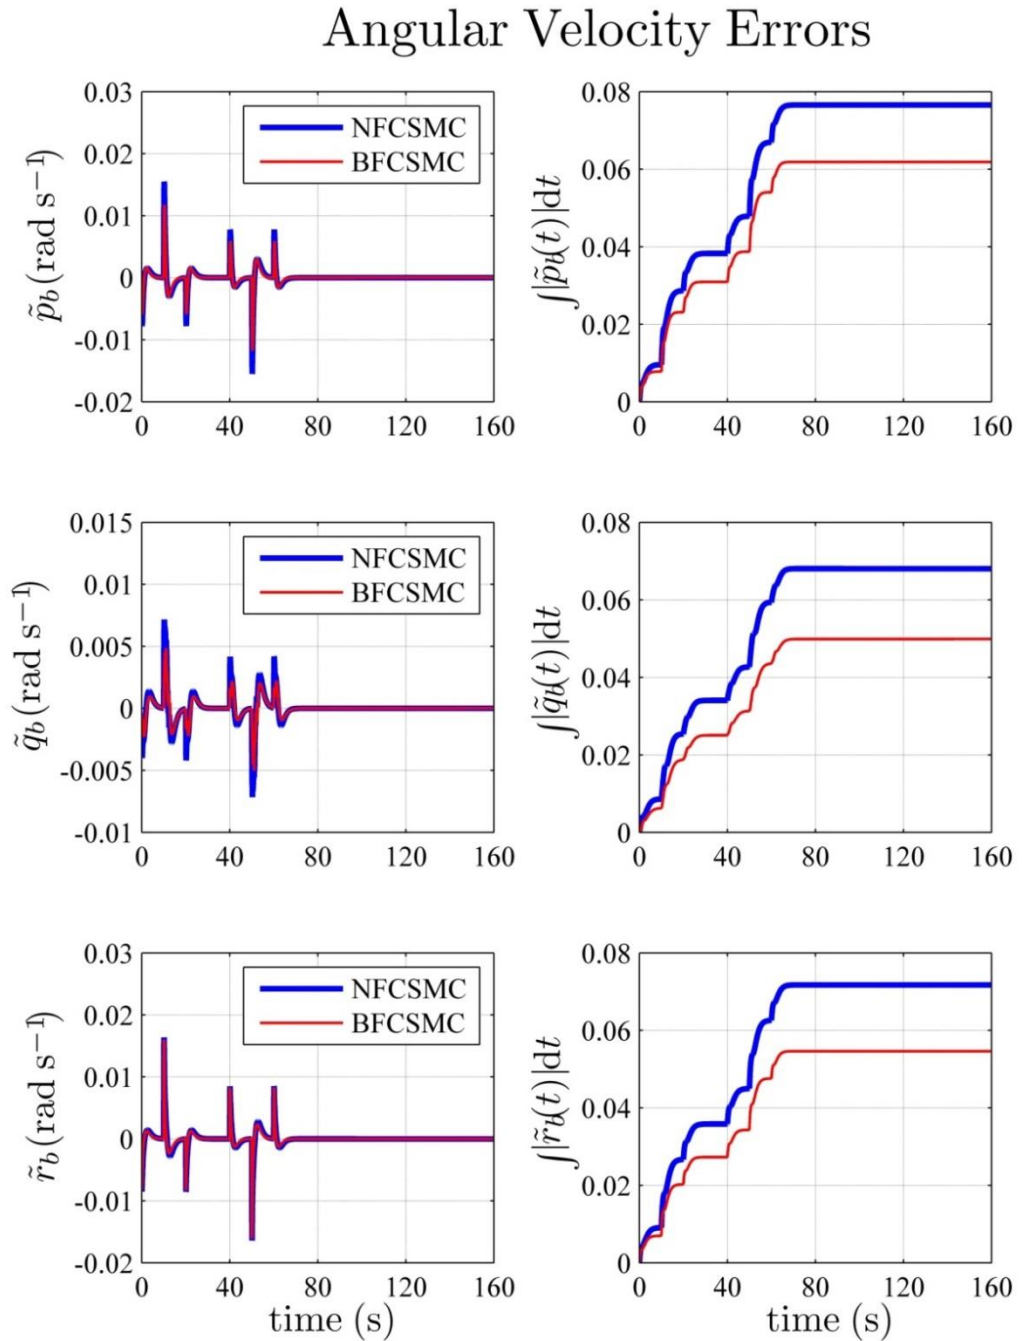 Angular Velocity Errors
0.03
0.02
0.01
0
-0.01
-0.02
p̃b (rad s−1)
NFCSMC
BFCSMC
0 40 80 120 160
0.08
0.06
0.04
0.02
0
∫|p̃b(t)|dt
0 40 80 120 160
0.015
0.01
0.005
0
-0.005
-0.01
q̃b (rad s−1)
NFCSMC
BFCSMC
0 40 80 120 160
0.08
0.06
0.04
0.02
0
∫|q̃b(t)|dt
0 40 80 120 160
0.03
0.02
0.01
0
-0.01
-0.02
r̃b (rad s−1)
NFCSMC
BFCSMC
0 40 80 120 160
time (s)
0.08
0.06
0.04
0.02
0
∫|r̃b(t)|dt
0 40 80 120 160
time (s)